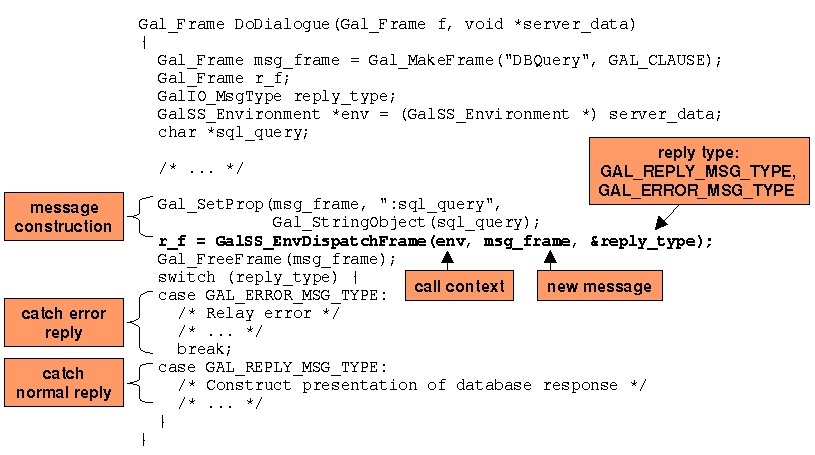 Gal_Frame DoDialogue(Gal_Frame f, void *server_data)
{
Gal_Frame msg_frame = Gal_MakeFrame("DBQuery", GAL_CLAUSE);
Gal_Frame r_f;
GalIO_MsgType reply_type;
GalSS_Environment *env = (GalSS_Environment *) server_data;
char *sql_query;
/* ... */
reply type:
GAL_REPLY_MSG_TYPE,
GAL_ERROR_MSG_TYPE
message
construction
Gal_SetProp(msg_frame, ":sql_query",
Gal_StringObject(sql_query);
r_f = GalSS_EnvDispatchFrame(env, msg_frame, &reply_type);
Gal_FreeFrame(msg_frame);
switch (reply_type) {
call context
new message
case GAL_ERROR_MSG_TYPE:
catch error
reply
/* Relay error */
/* ... */
break;
case GAL_REPLY_MSG_TYPE:
catch
normal reply
/* Construct presentation of database response */
/* ... */
}
}